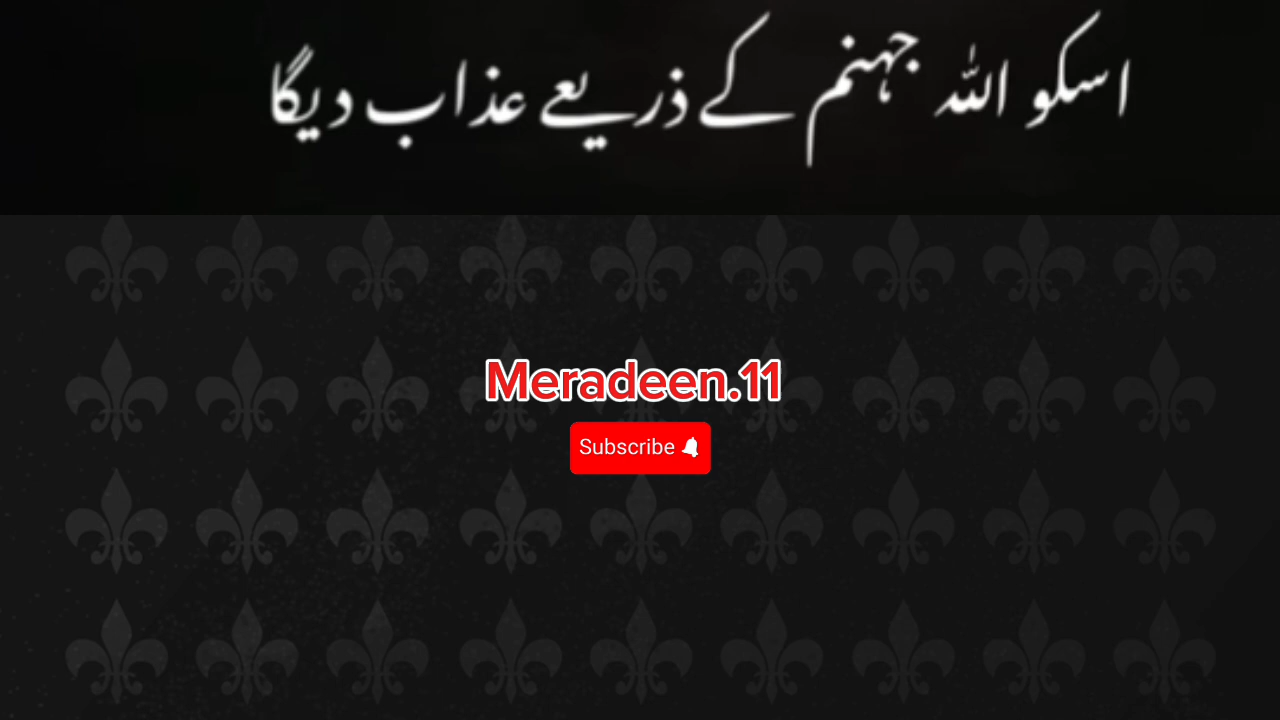 اسکو اللہ جہنم کے ذریعے عذاب دیگا
Meradeen.11
Subscribe